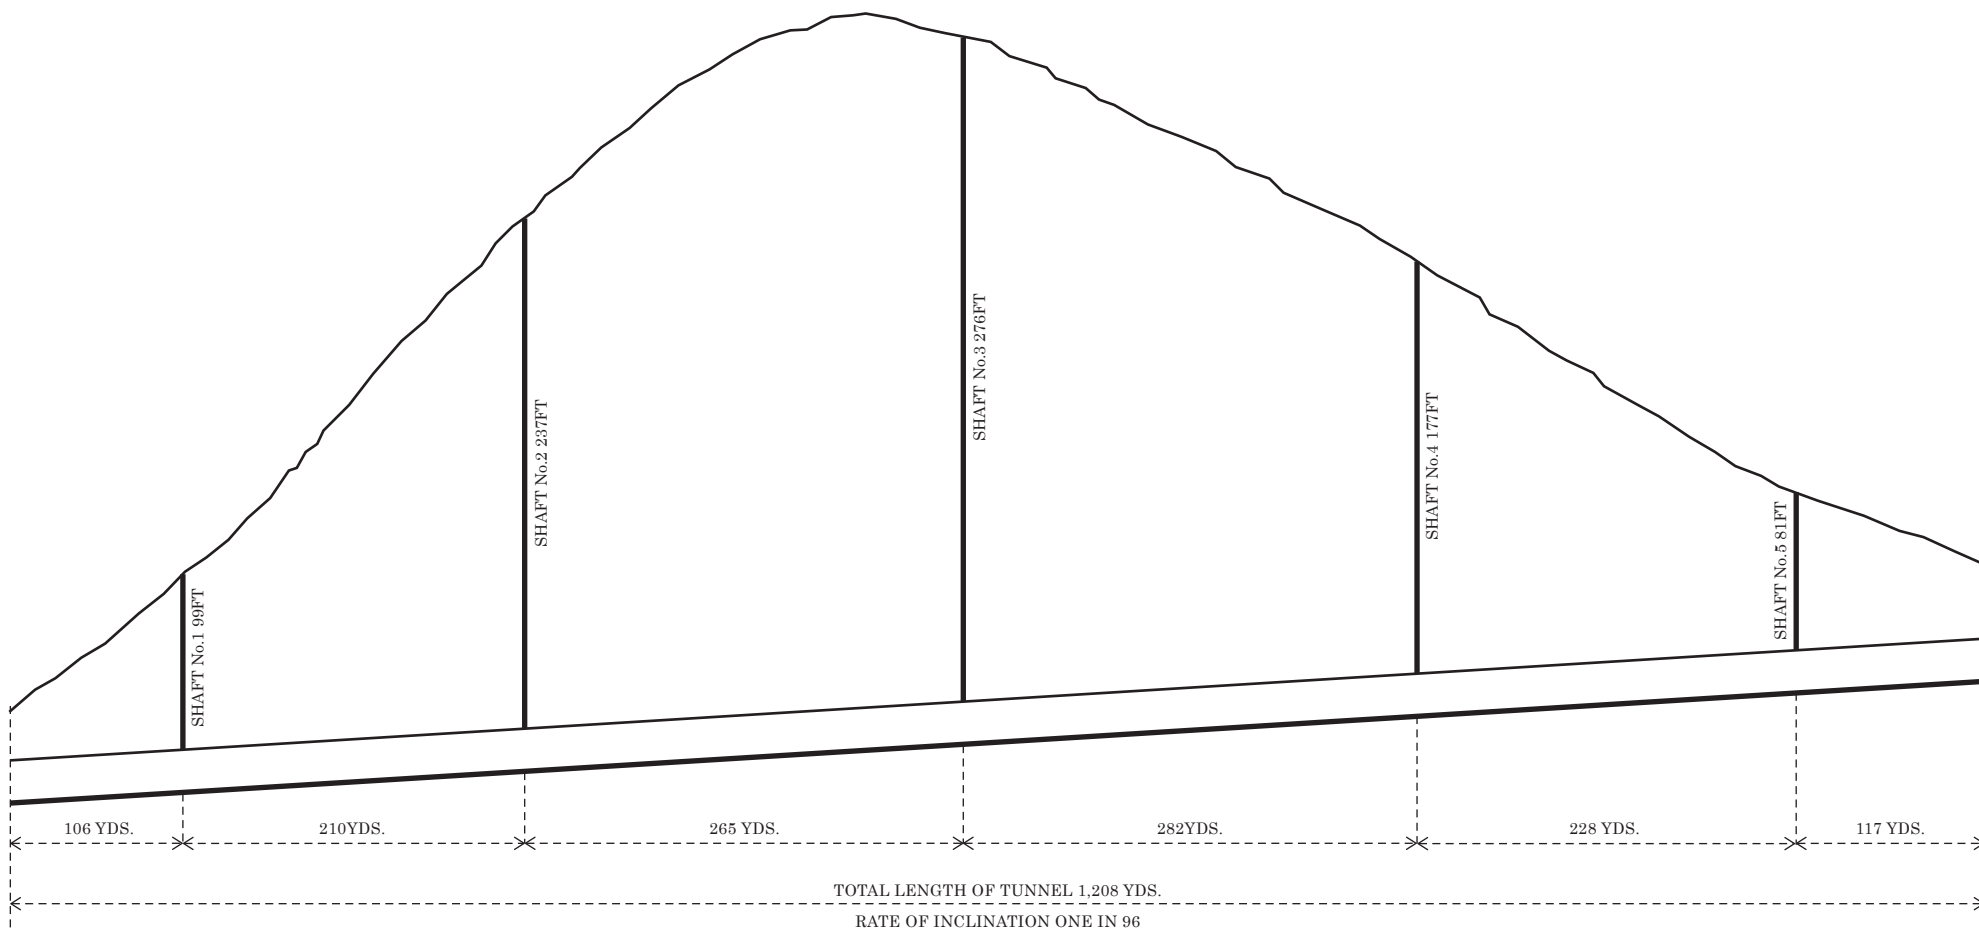 SHAFT No.1 99FT
SHAFT No.2 237FT
SHAFT No.3 276FT
SHAFT No.4 177FT
SHAFT No.5 81FT
106 YDS.
210YDS.
265 YDS.
282YDS.
228 YDS.
117 YDS.
TOTAL LENGTH OF TUNNEL 1,208 YDS.
RATE OF INCLINATION ONE IN 96